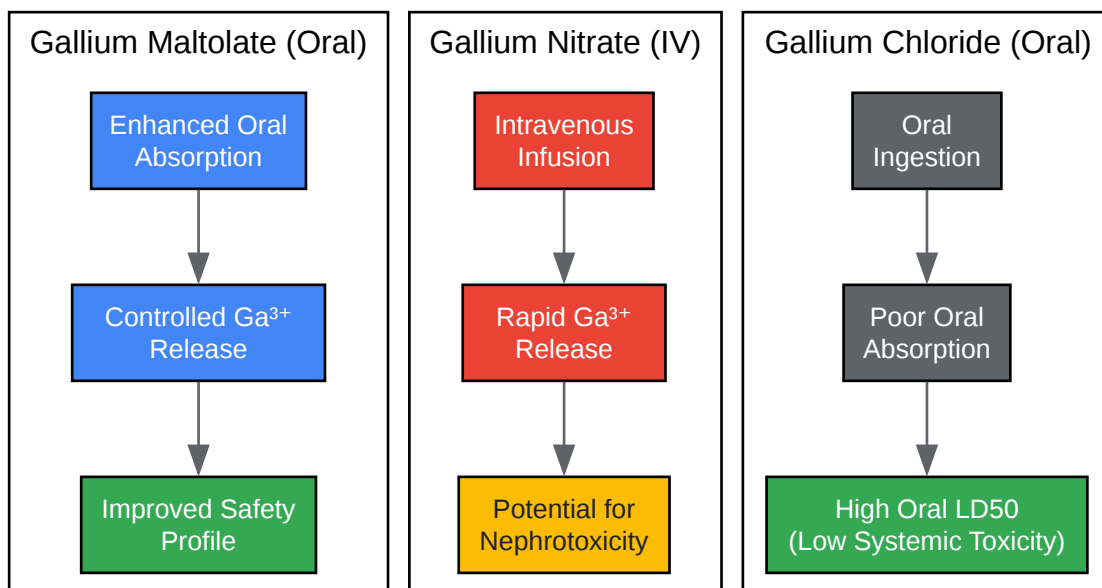 Gallium Maltolate (Oral)
Enhanced Oral
Absorption
Controlled Ga³⁺
Release
Improved Safety
Profile
Gallium Nitrate (IV)
Intravenous
Infusion
Rapid Ga³⁺
Release
Potential for
Nephrotoxicity
Gallium Chloride (Oral)
Oral
Ingestion
Poor Oral
Absorption
High Oral LD50
(Low Systemic Toxicity)